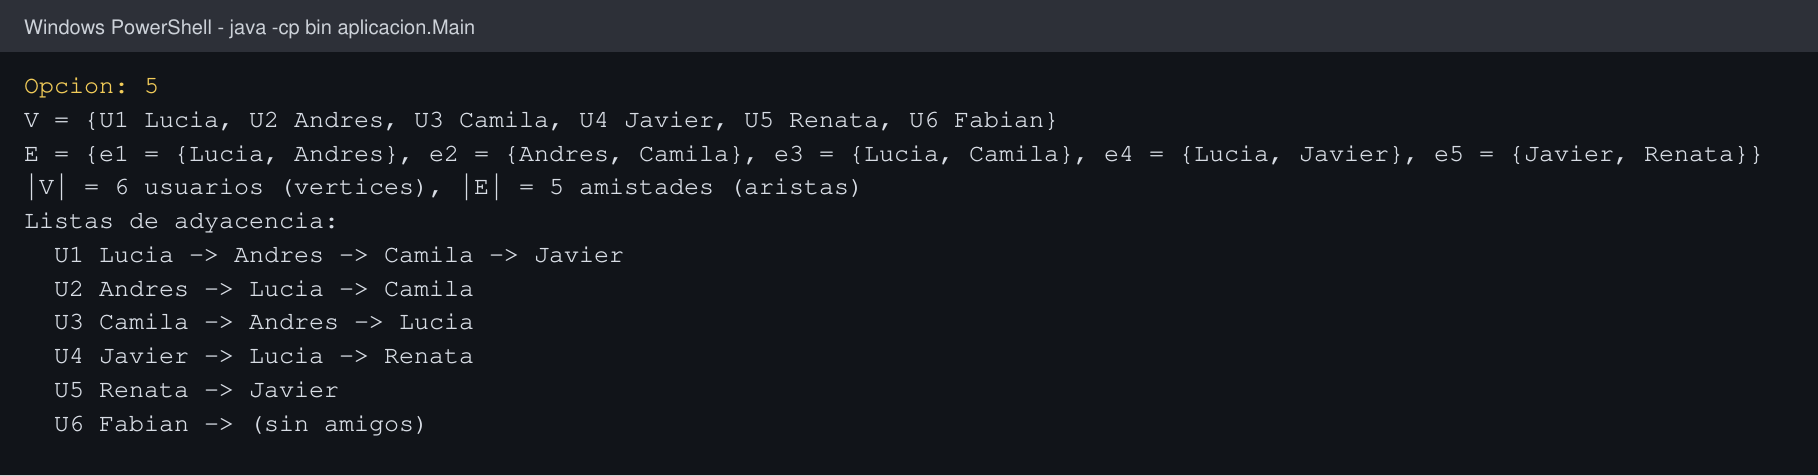 Windows PowerShell - java -cp bin aplicacion.Main
Opcion: 5
V = {U1 Lucia, U2 Andres, U3 Camila, U4 Javier, U5 Renata, U6 Fabian}
E = {e1 = {Lucia, Andres}, e2 = {Andres, Camila}, e3 = {Lucia, Camila}, e4 = {Lucia, Javier}, e5 = {Javier, Renata}}
|V| = 6 usuarios (vertices), |E| = 5 amistades (aristas)
Listas de adyacencia:
  U1 Lucia -> Andres -> Camila -> Javier
  U2 Andres -> Lucia -> Camila
  U3 Camila -> Andres -> Lucia
  U4 Javier -> Lucia -> Renata
  U5 Renata -> Javier
  U6 Fabian -> (sin amigos)